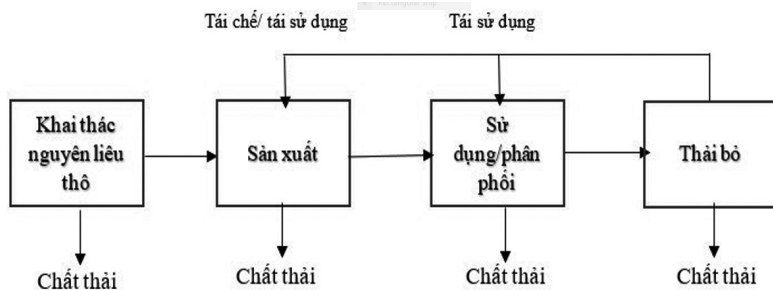 Tái chế/ tái sử dụng
Tái sử dụng
Khai thác
nguyên liêu
thô
Sản xuất
Sử
dụng/phân
phối
Thải bỏ
Chất thải
Chất thải
Chất thải
Chất thải